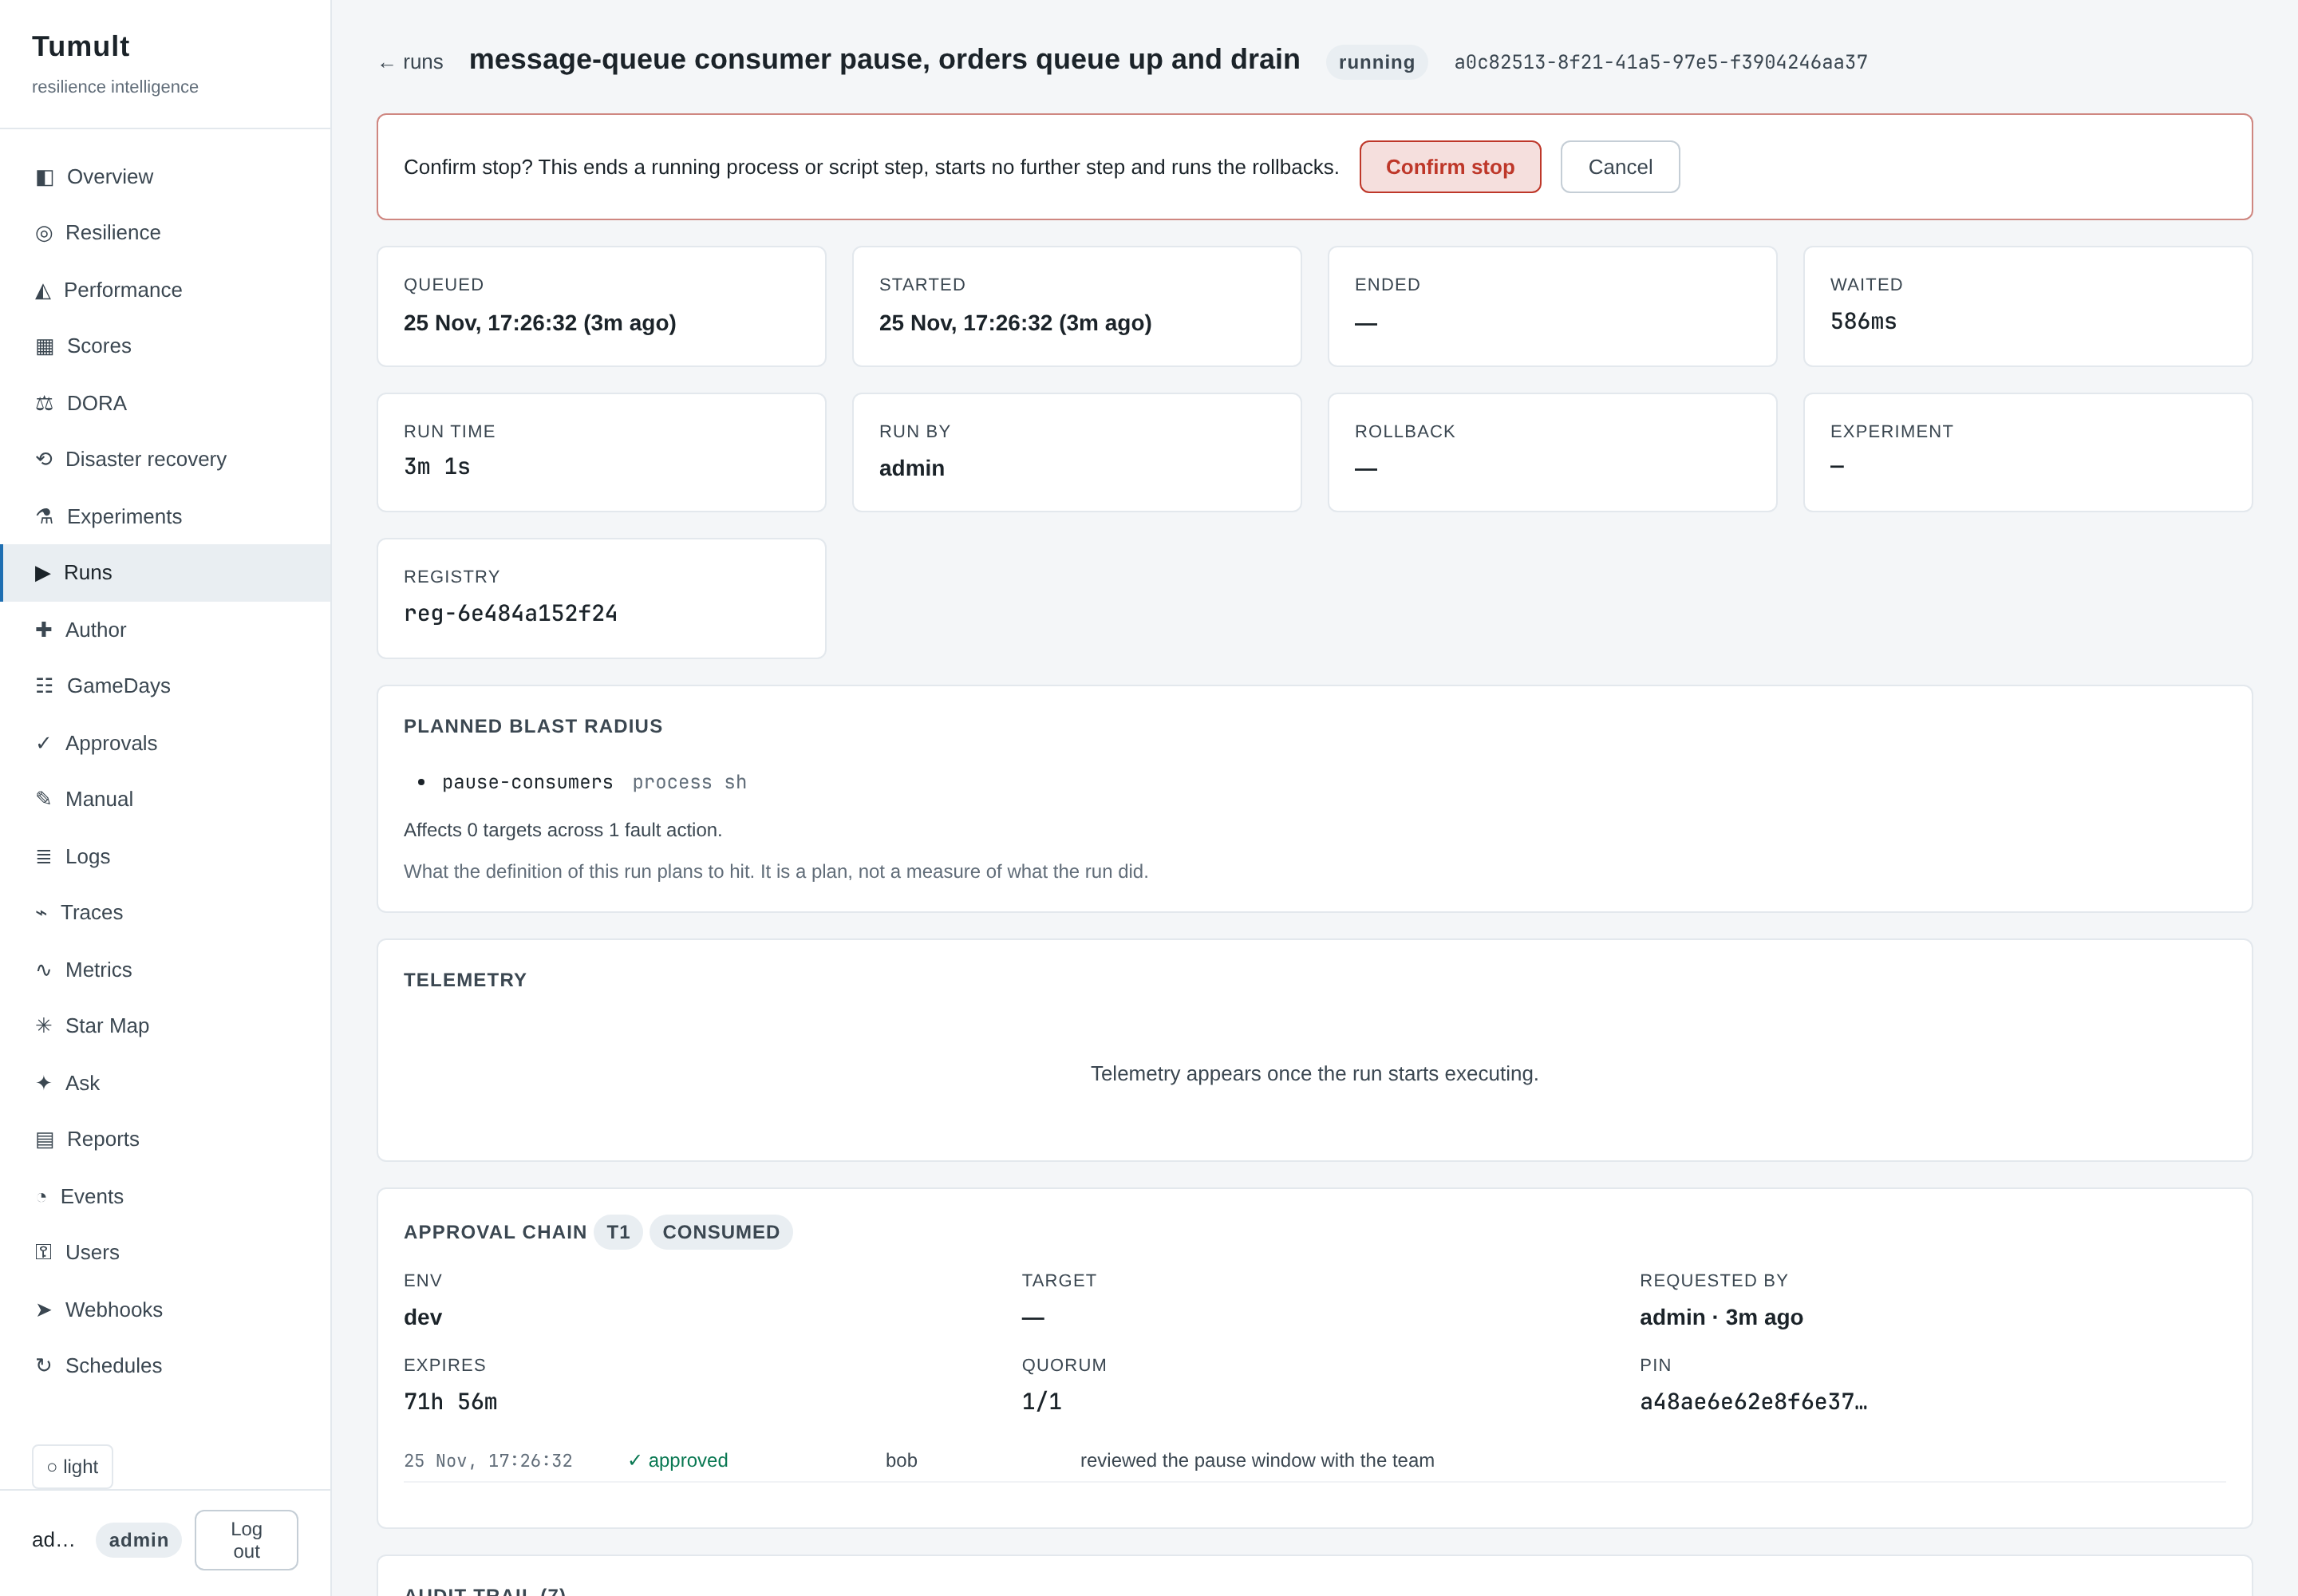 Tumult
resilience intelligence
Overview
Resilience
Performance
Scores
DORA
Disaster recovery
Experiments
Runs
Author
GameDays
Approvals
Manual
Logs
Traces
Metrics
Star Map
Ask
Reports
Events
Users
Webhooks
Schedules
○ light
ad… admin Log out
← runs message-queue consumer pause, orders queue up and drain running a0c82513-8f21-41a5-97e5-f3904246aa37
Confirm stop? This ends a running process or script step, starts no further step and runs the rollbacks. Confirm stop Cancel
QUEUED
25 Nov, 17:26:32 (3m ago)
STARTED
25 Nov, 17:26:32 (3m ago)
ENDED
—
WAITED
586ms
RUN TIME
3m 1s
RUN BY
admin
ROLLBACK
—
EXPERIMENT
—
REGISTRY
reg-6e484a152f24
PLANNED BLAST RADIUS
• pause-consumers process sh
Affects 0 targets across 1 fault action.
What the definition of this run plans to hit. It is a plan, not a measure of what the run did.
TELEMETRY
Telemetry appears once the run starts executing.
APPROVAL CHAIN T1 CONSUMED
ENV
dev
TARGET
—
REQUESTED BY
admin · 3m ago
EXPIRES
71h 56m
QUORUM
1/1
PIN
a48ae6e62e8f6e37…
25 Nov, 17:26:32 ✓ approved bob reviewed the pause window with the team
AUDIT TRAIL (7)